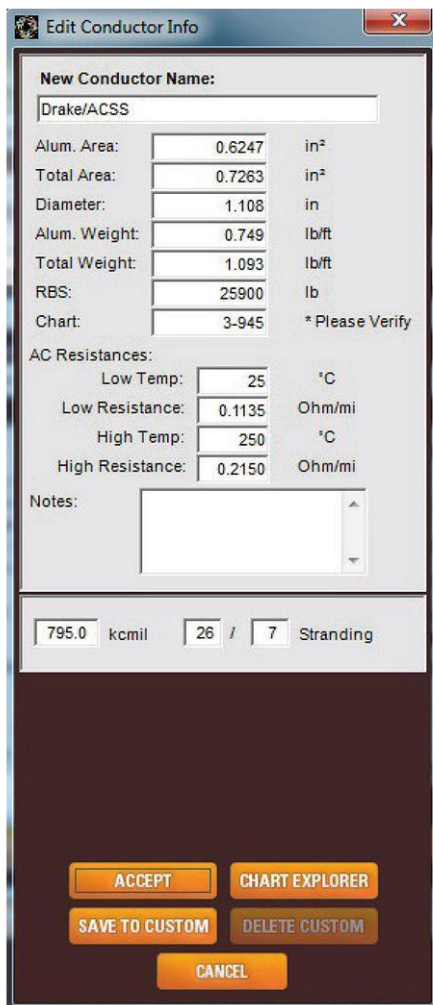 Edit Conductor Info
X
New Conductor Name:
Drake/ACSS
Alum. Area: 0.6247 in²
Total Area: 0.7263 in²
Diameter: 1.108 in
Alum. Weight: 0.749 lb/ft
Total Weight: 1.093 lb/ft
RBS: 25900 lb
Chart: 3-945 * Please Verify
AC Resistances:
Low Temp: 25 °C
Low Resistance: 0.1135 Ohm/mi
High Temp: 250 °C
High Resistance: 0.2150 Ohm/mi
Notes:
795.0 kcmil 26 / 7 Stranding
ACCEPT CHART EXPLORER
SAVE TO CUSTOM DELETE CUSTOM
CANCEL